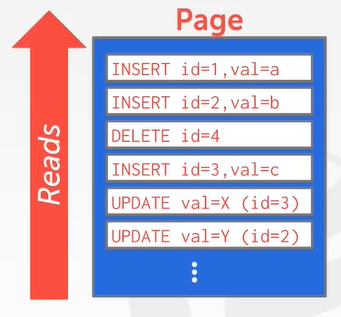 Page
Reads
INSERT id=1,val=a
INSERT id=2,val=b
DELETE id=4
INSERT id=3,val=c
UPDATE val=X (id=3)
UPDATE val=Y (id=2)
⋮